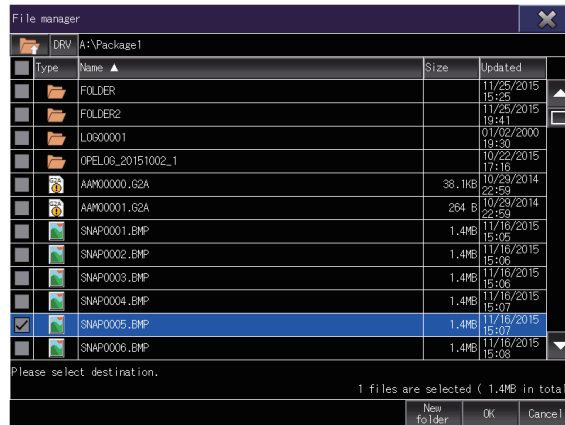 File manager
DRV A:\Package1
Type Name ▲ Size Updated
FOLDER 11/25/2015 15:25
FOLDER2 11/25/2015 19:41
LOG00001 01/02/2000 19:30
OPELOG_20151002_1 10/22/2015 17:16
AAM00000.G2A 38.1KB 10/29/2014 22:59
AAM00001.G2A 264 B 10/29/2014 22:59
SNAP0001.BMP 1.4MB 11/16/2015 15:05
SNAP0002.BMP 1.4MB 11/16/2015 15:06
SNAP0003.BMP 1.4MB 11/16/2015 15:06
SNAP0004.BMP 1.4MB 11/16/2015 15:07
SNAP0005.BMP 1.4MB 11/16/2015 15:07
SNAP0006.BMP 1.4MB 11/16/2015 15:08
Please select destination.
1 files are selected ( 1.4MB in total
New folder OK Cancel